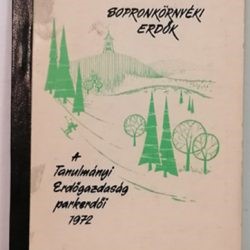 SOPRONKÖRNYÉKI
ERDŐK
A
Tanulmányi
Erdőgazdaság
parkerdői
1972